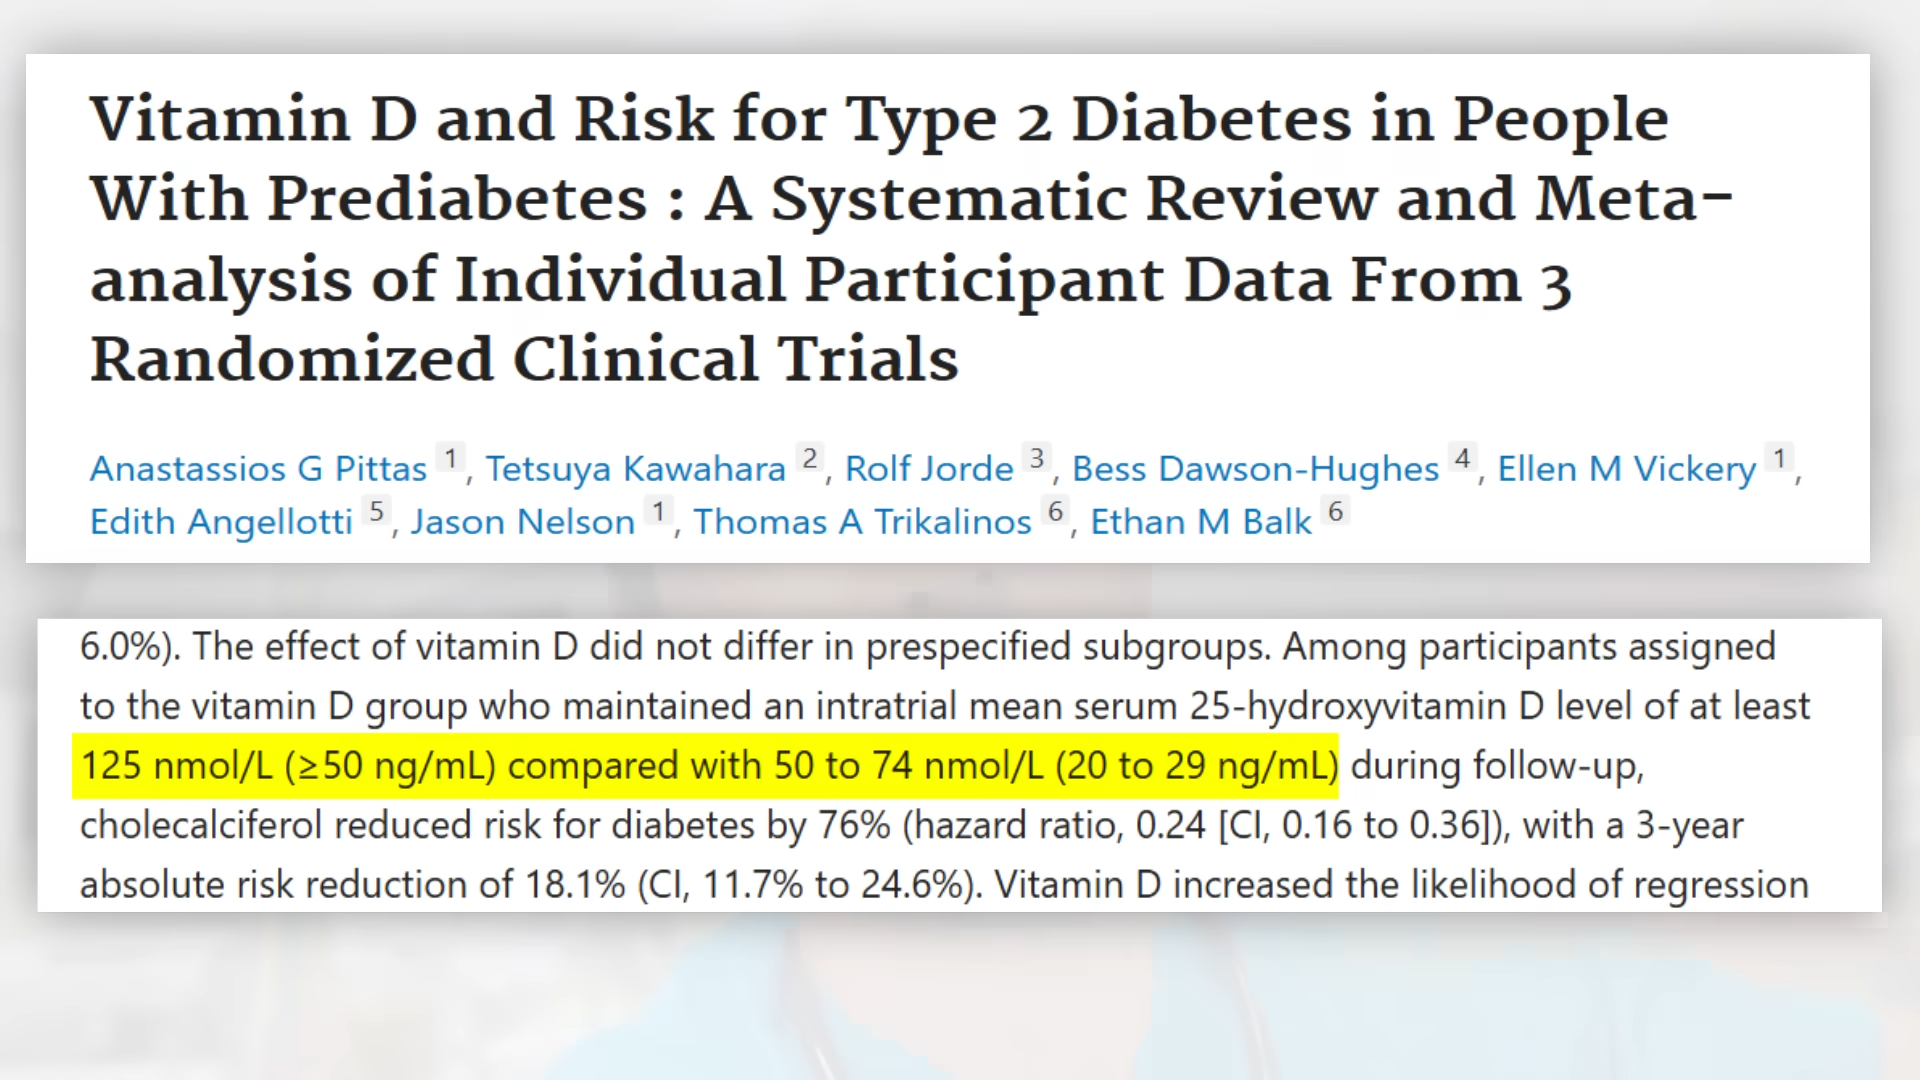 Vitamin D and Risk for Type 2 Diabetes in People
With Prediabetes : A Systematic Review and Meta-
analysis of Individual Participant Data From 3
Randomized Clinical Trials
Anastassios G Pittas 1, Tetsuya Kawahara 2, Rolf Jorde 3, Bess Dawson-Hughes 4, Ellen M Vickery 1,
Edith Angellotti 5, Jason Nelson 1, Thomas A Trikalinos 6, Ethan M Balk 6
6.0%). The effect of vitamin D did not differ in prespecified subgroups. Among participants assigned
to the vitamin D group who maintained an intratrial mean serum 25-hydroxyvitamin D level of at least
125 nmol/L (≥50 ng/mL) compared with 50 to 74 nmol/L (20 to 29 ng/mL) during follow-up,
cholecalciferol reduced risk for diabetes by 76% (hazard ratio, 0.24 [CI, 0.16 to 0.36]), with a 3-year
absolute risk reduction of 18.1% (CI, 11.7% to 24.6%). Vitamin D increased the likelihood of regression